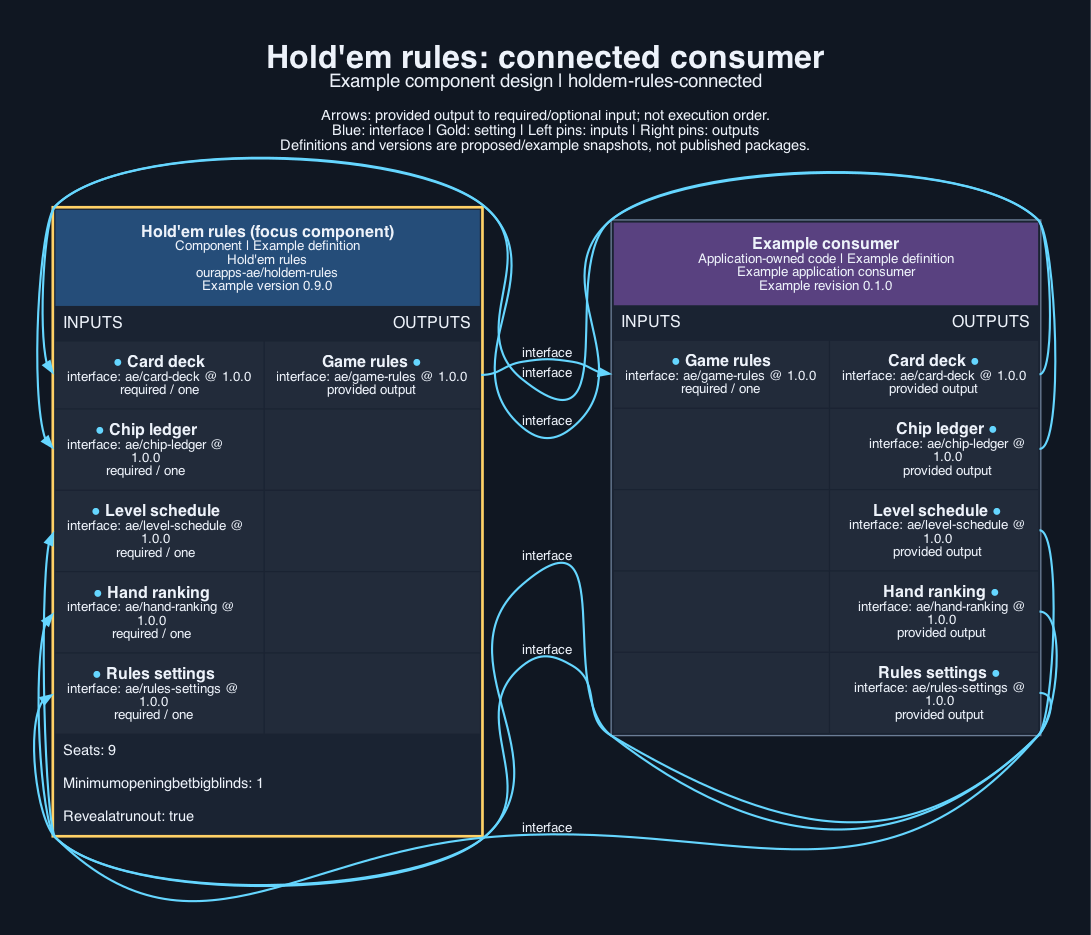 Hold'em rules: connected consumer
Example component design | holdem-rules-connected
Arrows: provided output to required/optional input; not execution order.
Blue: interface | Gold: setting | Left pins: inputs | Right pins: outputs
Definitions and versions are proposed/example snapshots, not published packages.
Hold'em rules (focus component)
Component | Example definition
Hold'em rules
ourapps-ae/holdem-rules
Example version 0.9.0
INPUTS
OUTPUTS
Card deck
interface: ae/card-deck @ 1.0.0
required / one
Game rules
interface: ae/game-rules @ 1.0.0
provided output
Chip ledger
interface: ae/chip-ledger @
1.0.0
required / one
Level schedule
interface: ae/level-schedule @
1.0.0
required / one
Hand ranking
interface: ae/hand-ranking @
1.0.0
required / one
Rules settings
interface: ae/rules-settings @
1.0.0
required / one
Seats: 9
Minimumopeningbetbigblinds: 1
Revealatrunout: true
interface
interface
interface
interface
interface
interface
Example consumer
Application-owned code | Example definition
Example application consumer
Example revision 0.1.0
INPUTS
OUTPUTS
Game rules
interface: ae/game-rules @ 1.0.0
required / one
Card deck
interface: ae/card-deck @ 1.0.0
provided output
Chip ledger
interface: ae/chip-ledger @
1.0.0
provided output
Level schedule
interface: ae/level-schedule @
1.0.0
provided output
Hand ranking
interface: ae/hand-ranking @
1.0.0
provided output
Rules settings
interface: ae/rules-settings @
1.0.0
provided output